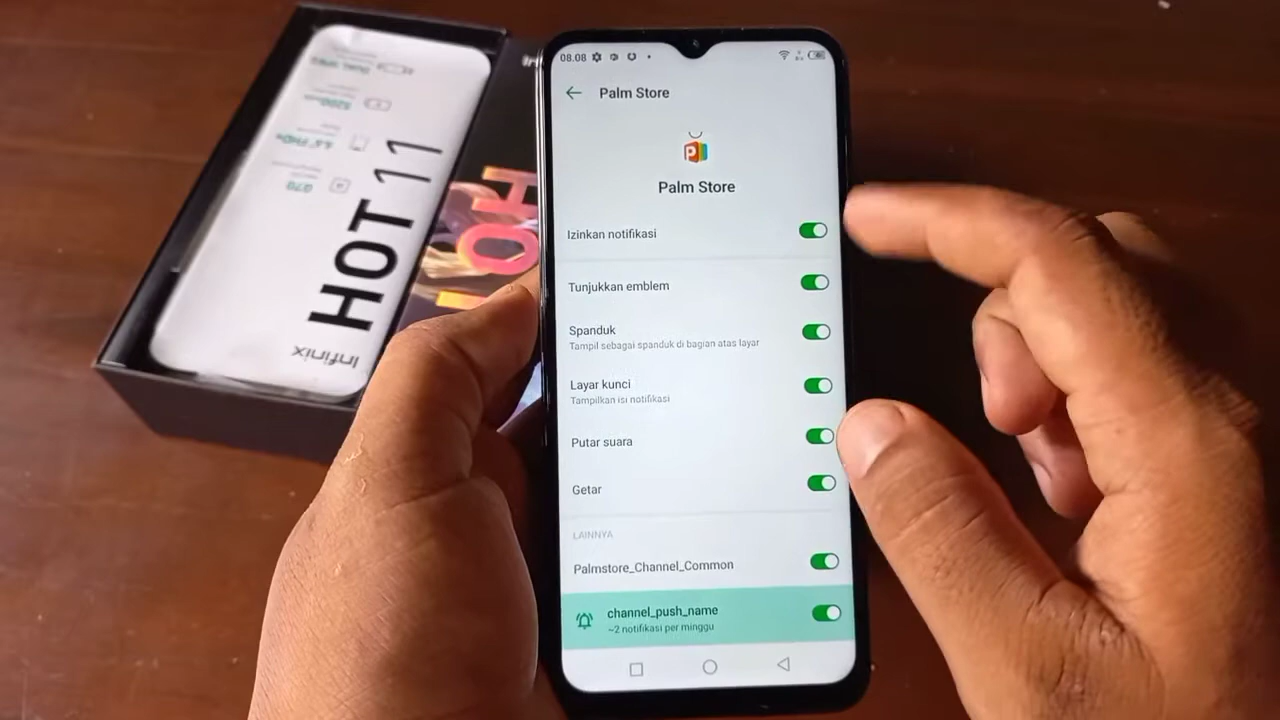 08.08
Palm Store
Palm Store
Izinkan notifikasi
Tunjukkan emblem
Spanduk
Tampil sebagai spanduk di bagian atas layar
Layar kunci
Tampilkan isi notifikasi
Putar suara
Getar
LAINNYA
Palmstore_Channel_Common
channel_push_name
~2 notifikasi per minggu
HOT 11
Infinix
HO